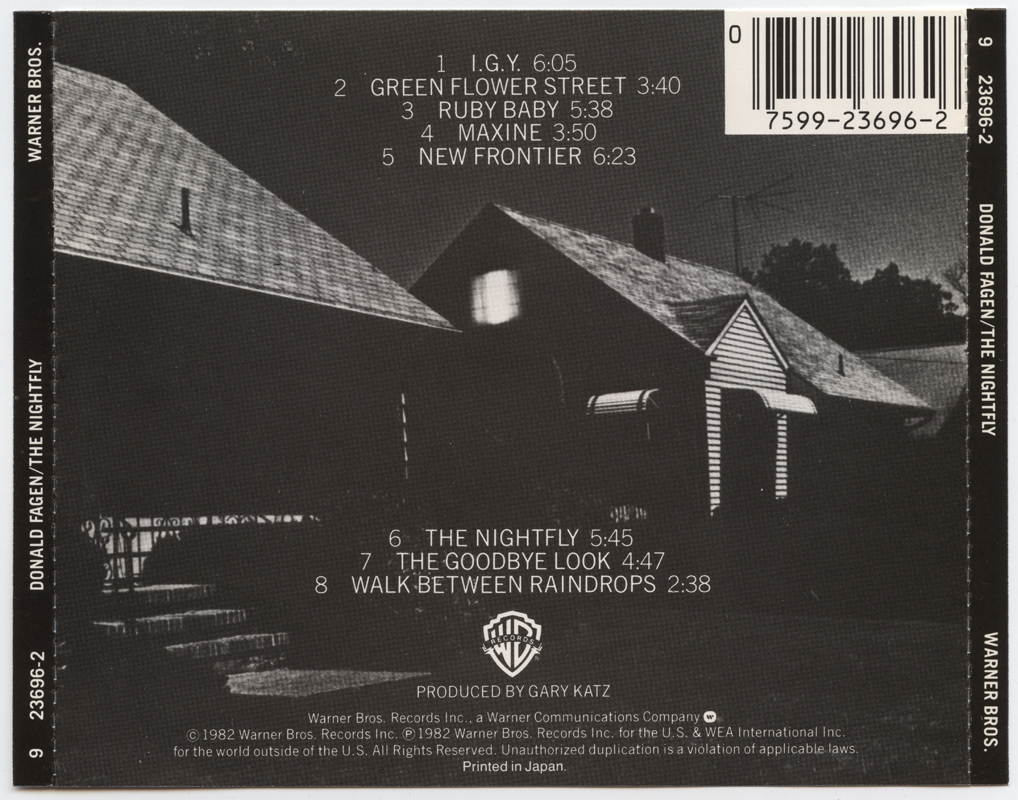 WARNER BROS.
DONALD FAGEN/THE NIGHTFLY
9 23696-2
1 I.G.Y. 6:05
2 GREEN FLOWER STREET 3:40
3 RUBY BABY 5:38
4 MAXINE 3:50
5 NEW FRONTIER 6:23
0
7599-23696-2
6 THE NIGHTFLY 5:45
7 THE GOODBYE LOOK 4:47
8 WALK BETWEEN RAINDROPS 2:38
RECORDS
PRODUCED BY GARY KATZ
Warner Bros. Records Inc., a Warner Communications Company
© 1982 Warner Bros. Records Inc. ℗ 1982 Warner Bros. Records Inc. for the U.S. & WEA International Inc.
for the world outside of the U.S. All Rights Reserved. Unauthorized duplication is a violation of applicable laws.
Printed in Japan.
9 23696-2
DONALD FAGEN/THE NIGHTFLY
WARNER BROS.